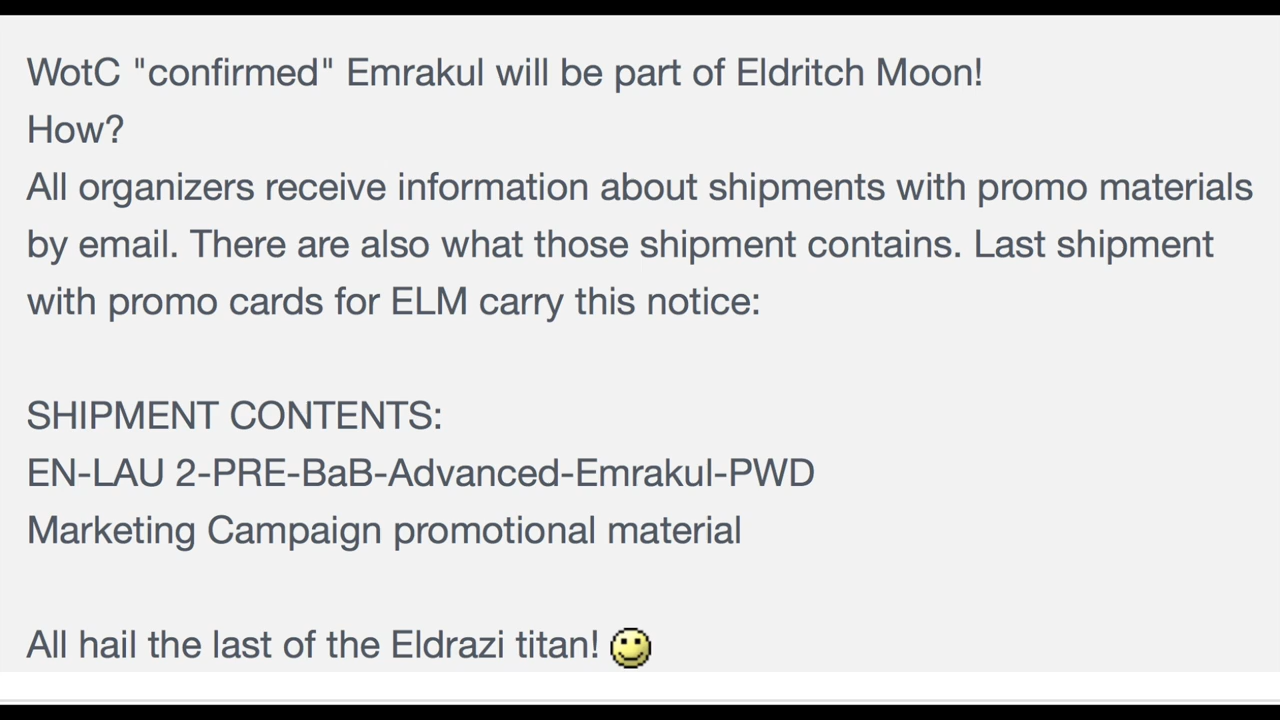 WotC "confirmed" Emrakul will be part of Eldritch Moon!
How?
All organizers receive information about shipments with promo materials
by email. There are also what those shipment contains. Last shipment
with promo cards for ELM carry this notice:
SHIPMENT CONTENTS:
EN-LAU 2-PRE-BaB-Advanced-Emrakul-PWD
Marketing Campaign promotional material
All hail the last of the Eldrazi titan!